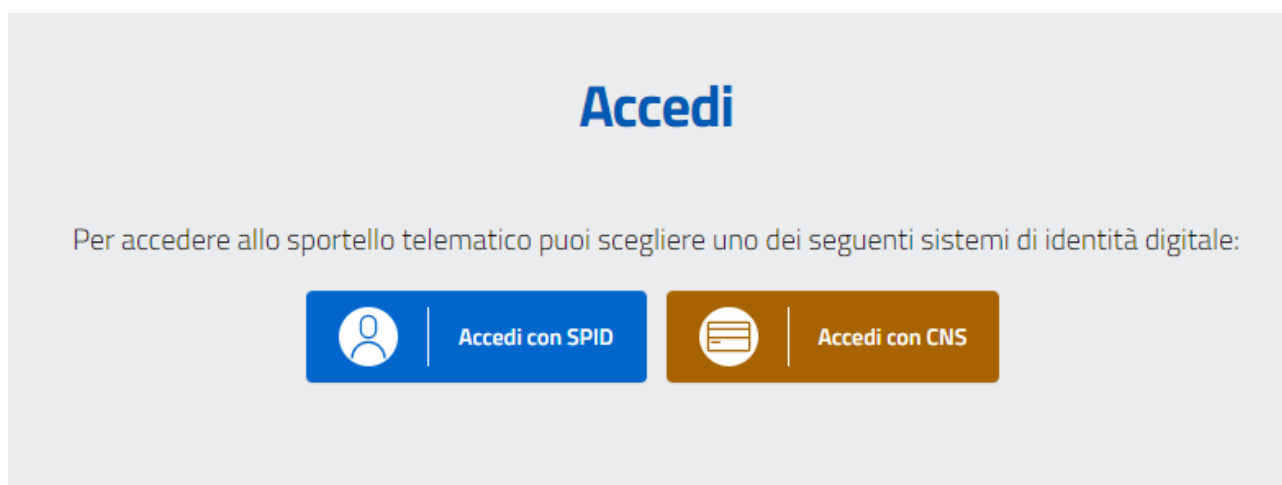 Accedi
Per accedere allo sportello telematico puoi scegliere uno dei seguenti sistemi di identità digitale:
Accedi con SPID
Accedi con CNS